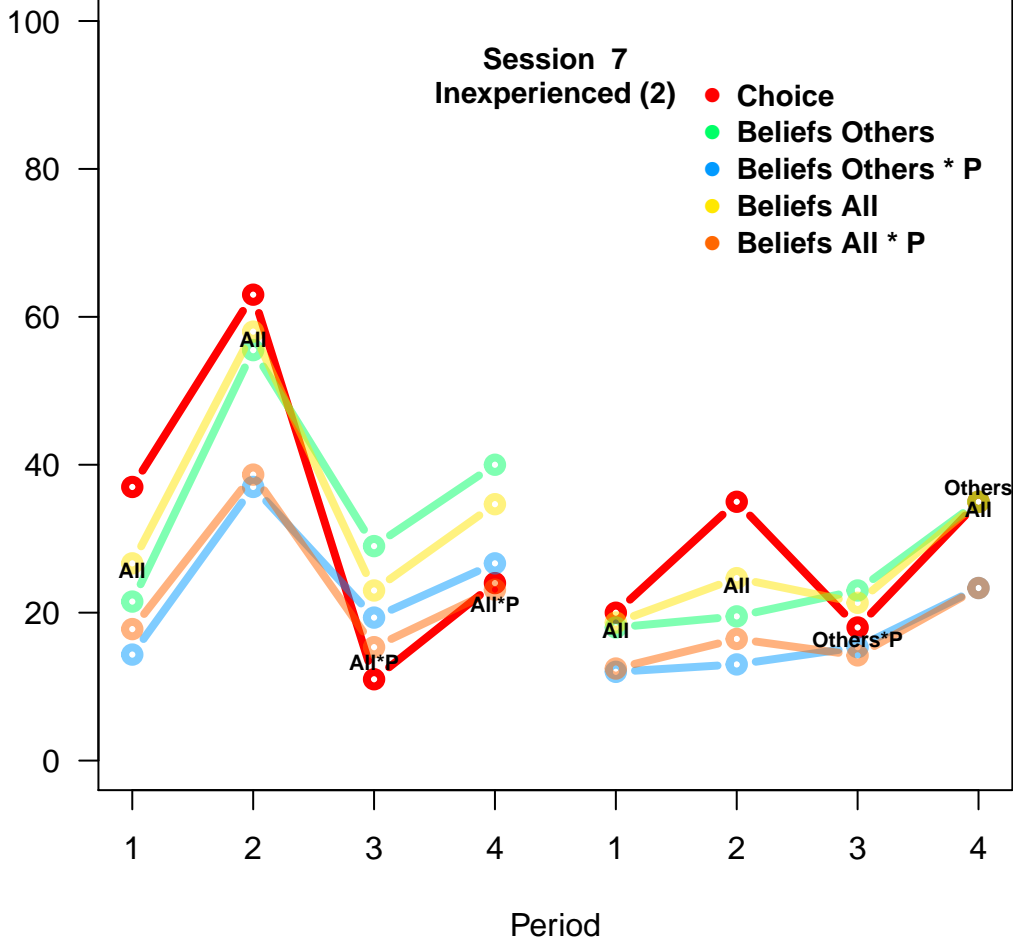 100
80
60
40
20
0
Session 7
Inexperienced (2)
Choice
Beliefs Others
Beliefs Others * P
Beliefs All
Beliefs All * P
All
All
All*P
All*P
All
All
Others*P
Others
All
1 2 3 4 1 2 3 4
Period